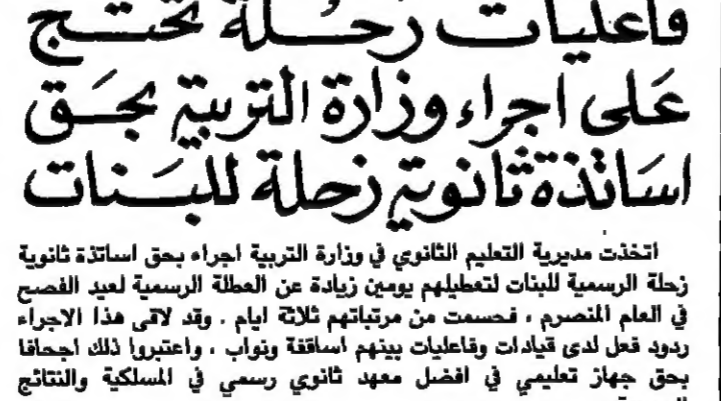 فاعليات زحلة تحتج
على اجراء وزارة التربية بحق
اساتذة ثانوية زحلة للبنات
اتخذت مديرية التعليم الثانوي في وزارة التربية اجراء بحق اساتذة ثانوية
زحلة الرسمية للبنات لتعطيلهم يومين زيادة عن العطلة الرسمية لعيد الفصح
في العام المنصرم ، فحسمت من مرتباتهم ثلاثة ايام . وقد لاقى هذا الاجراء
ردود فعل لدى قيادات وفاعليات بينهم اساقفة ونواب ، واعتبروا ذلك اجحافا
بحق جهاز تعليمي في افضل معهد ثانوي رسمي في المسلكية والنتائج